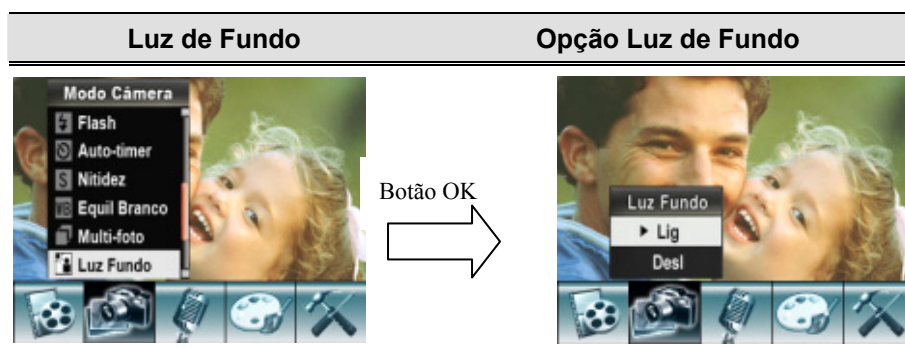 Luz de Fundo
Opção Luz de Fundo
Modo Câmera
Flash
Auto-timer
S Nitidez
WB Equil Branco
Multi-foto
Luz Fundo
Botão OK
Luz Fundo
Lig
Desl